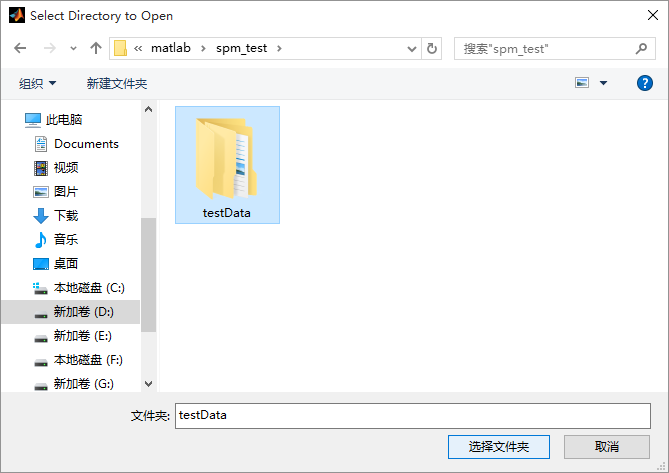 Select Directory to Open
« matlab › spm_test ›
搜索"spm_test"
组织
新建文件夹
?
此电脑
Documents
视频
图片
下载
音乐
桌面
本地磁盘 (C:)
新加卷 (D:)
新加卷 (E:)
本地磁盘 (F:)
新加卷 (G:)
testData
文件夹:
testData
选择文件夹
取消